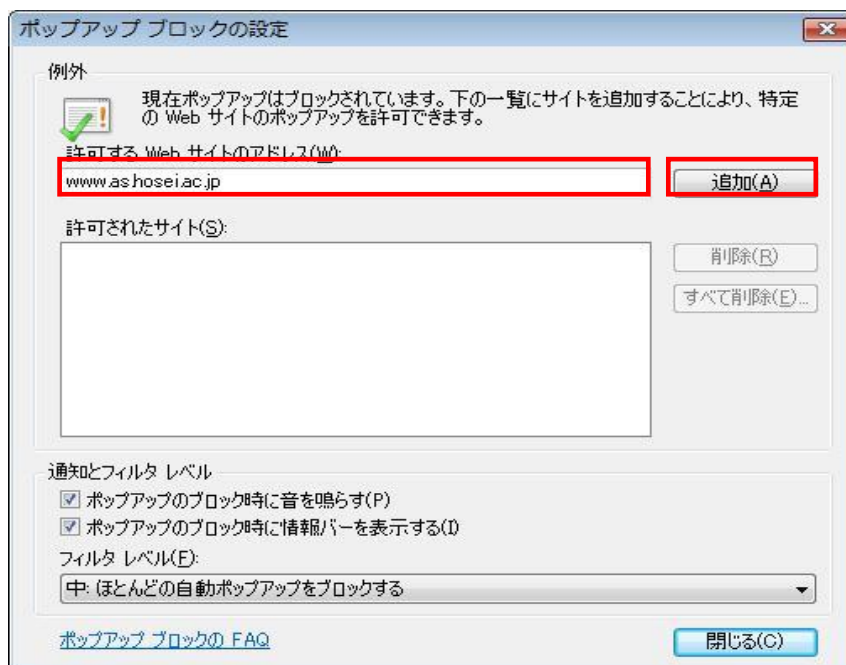 ポップアップ ブロックの設定
例外
現在ポップアップはブロックされています。下の一覧にサイトを追加することにより、特定
の Web サイトのポップアップを許可できます。
許可する Web サイトのアドレス(W):
www.as.hosei.ac.jp
追加(A)
許可されたサイト(S):
削除(R)
すべて削除(E)...
通知とフィルタ レベル
ポップアップのブロック時に音を鳴らす(P)
ポップアップのブロック時に情報バーを表示する(I)
フィルタ レベル(F):
中: ほとんどの自動ポップアップをブロックする
ポップアップ ブロックの FAQ
閉じる(C)